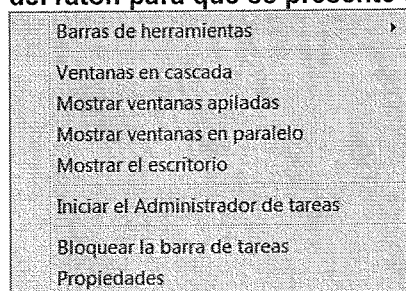 del ratón para que se presente
Barras de herramientas
Ventanas en cascada
Mostrar ventanas apiladas
Mostrar ventanas en paralelo
Mostrar el escritorio
Iniciar el Administrador de tareas
Bloquear la barra de tareas
Propiedades